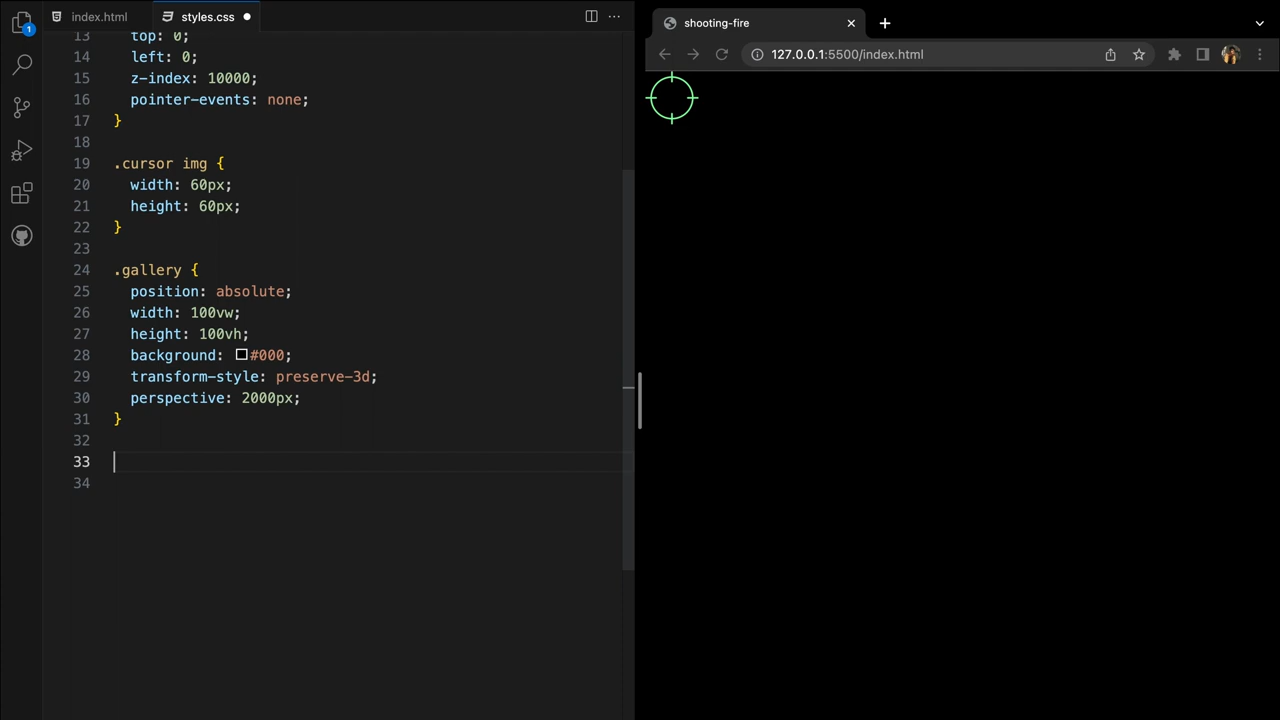 index.html
styles.css
1
13 top: 0;
14 left: 0;
15 z-index: 10000;
16 pointer-events: none;
17 }
18
19 .cursor img {
20 width: 60px;
21 height: 60px;
22 }
23
24 .gallery {
25 position: absolute;
26 width: 100vw;
27 height: 100vh;
28 background: #000;
29 transform-style: preserve-3d;
30 perspective: 2000px;
31 }
32
33
34
shooting-fire
127.0.0.1:5500/index.html